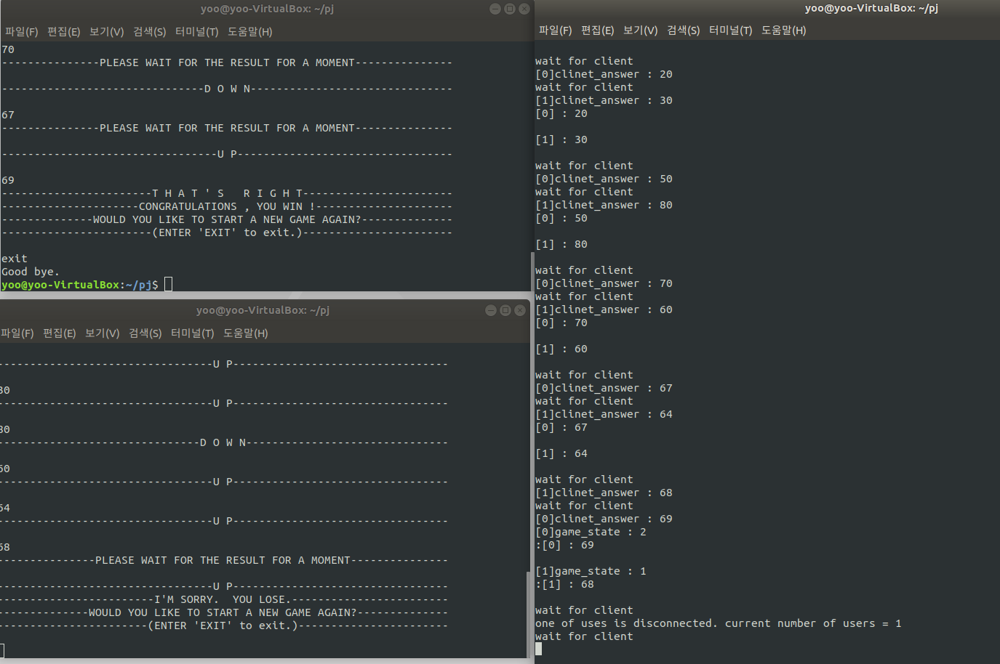 yoo@yoo-VirtualBox: ~/pj
파일(F) 편집(E) 보기(V) 검색(S) 터미널(T) 도움말(H)
70
---------------PLEASE WAIT FOR THE RESULT FOR A MOMENT---------------
-------------------------------D O W N-------------------------------
67
---------------PLEASE WAIT FOR THE RESULT FOR A MOMENT---------------
---------------------------------U P---------------------------------
69
-----------------------T H A T ' S   R I G H T-----------------------
---------------------CONGRATULATIONS , YOU WIN !---------------------
--------------WOULD YOU LIKE TO START A NEW GAME AGAIN?--------------
-----------------------(ENTER 'EXIT' to exit.)-----------------------
exit
Good bye.
yoo@yoo-VirtualBox:~/pj$
yoo@yoo-VirtualBox: ~/pj
파일(F) 편집(E) 보기(V) 검색(S) 터미널(T) 도움말(H)
---------------------------------U P---------------------------------
30
---------------------------------U P---------------------------------
80
-------------------------------D O W N-------------------------------
60
---------------------------------U P---------------------------------
64
---------------------------------U P---------------------------------
68
---------------PLEASE WAIT FOR THE RESULT FOR A MOMENT---------------
---------------------------------U P---------------------------------
------------------------I'M SORRY.  YOU LOSE.------------------------
--------------WOULD YOU LIKE TO START A NEW GAME AGAIN?--------------
-----------------------(ENTER 'EXIT' to exit.)-----------------------
yoo@yoo-VirtualBox: ~/pj
파일(F) 편집(E) 보기(V) 검색(S) 터미널(T) 도움말(H)
wait for client
[0]clinet_answer : 20
wait for client
[1]clinet_answer : 30
[0] : 20
[1] : 30
wait for client
[0]clinet_answer : 50
wait for client
[1]clinet_answer : 80
[0] : 50
[1] : 80
wait for client
[0]clinet_answer : 70
wait for client
[1]clinet_answer : 60
[0] : 70
[1] : 60
wait for client
[0]clinet_answer : 67
wait for client
[1]clinet_answer : 64
[0] : 67
[1] : 64
wait for client
[1]clinet_answer : 68
wait for client
[0]clinet_answer : 69
[0]game_state : 2
:[0] : 69
[1]game_state : 1
:[1] : 68
wait for client
one of uses is disconnected. current number of users = 1
wait for client